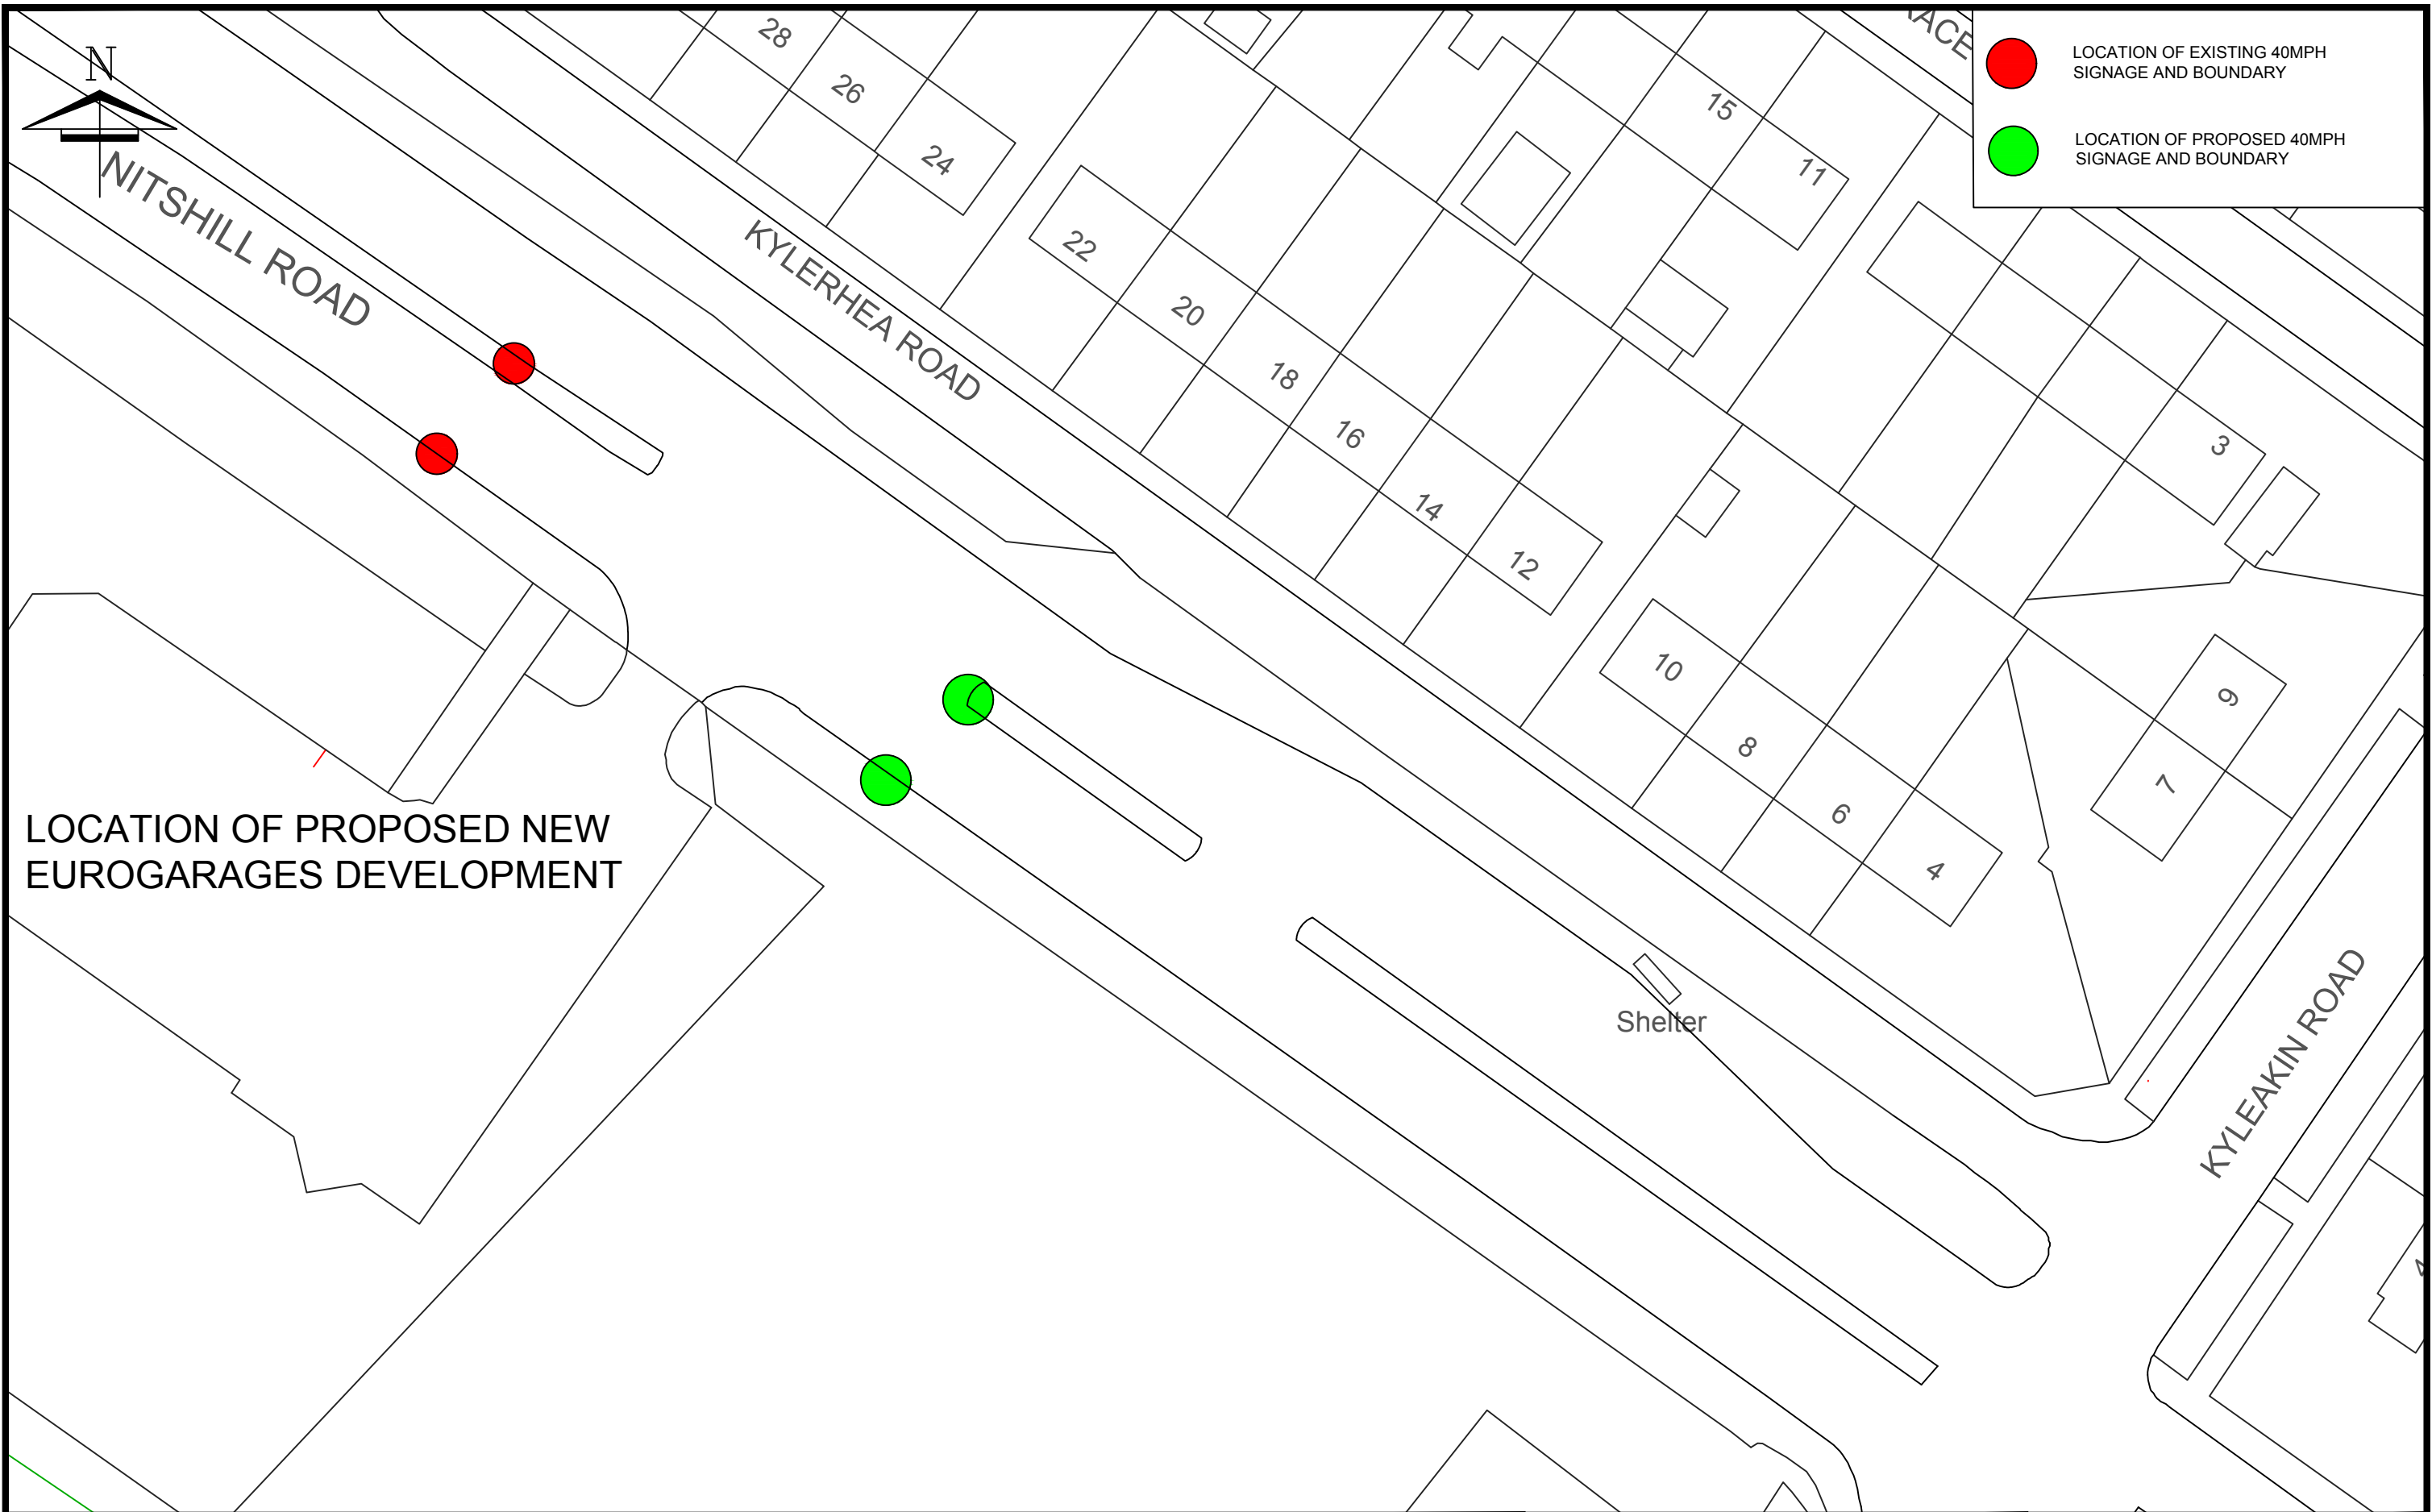 N
NITSHILL ROAD
KYLERHEA ROAD
28
26
24
22
20
18
16
14
12
10
8
6
4
15
11
3
9
7
LOCATION OF EXISTING 40MPH
SIGNAGE AND BOUNDARY
LOCATION OF PROPOSED 40MPH
SIGNAGE AND BOUNDARY
LOCATION OF PROPOSED NEW
EUROGARAGES DEVELOPMENT
Shelter
KYLEAKIN ROAD